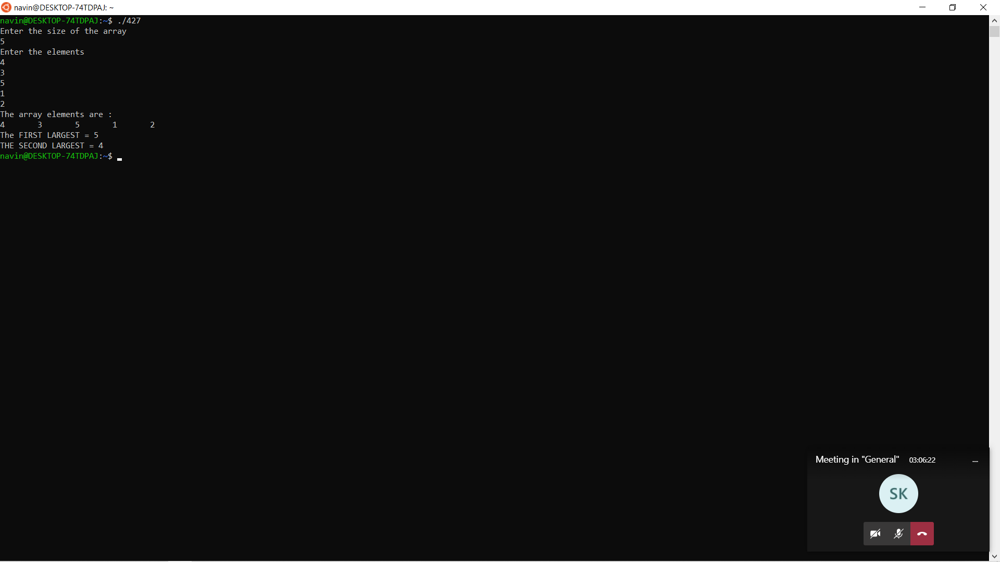 navin@DESKTOP-74TDPAJ: ~
navin@DESKTOP-74TDPAJ:~$ ./427
Enter the size of the array
5
Enter the elements
4
3
5
1
2
The array elements are :
4 3 5 1 2
The FIRST LARGEST = 5
THE SECOND LARGEST = 4
navin@DESKTOP-74TDPAJ:~$
Meeting in "General" 03:06:22
SK